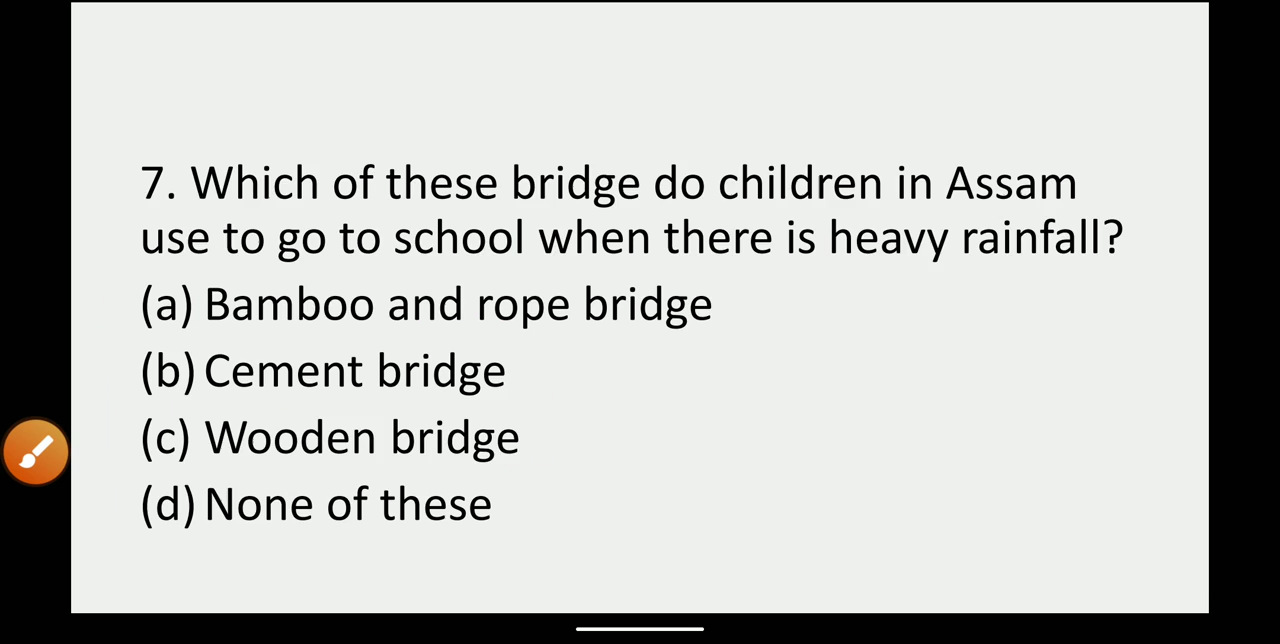 7. Which of these bridge do children in Assam
use to go to school when there is heavy rainfall?
(a) Bamboo and rope bridge
(b) Cement bridge
(c) Wooden bridge
(d) None of these